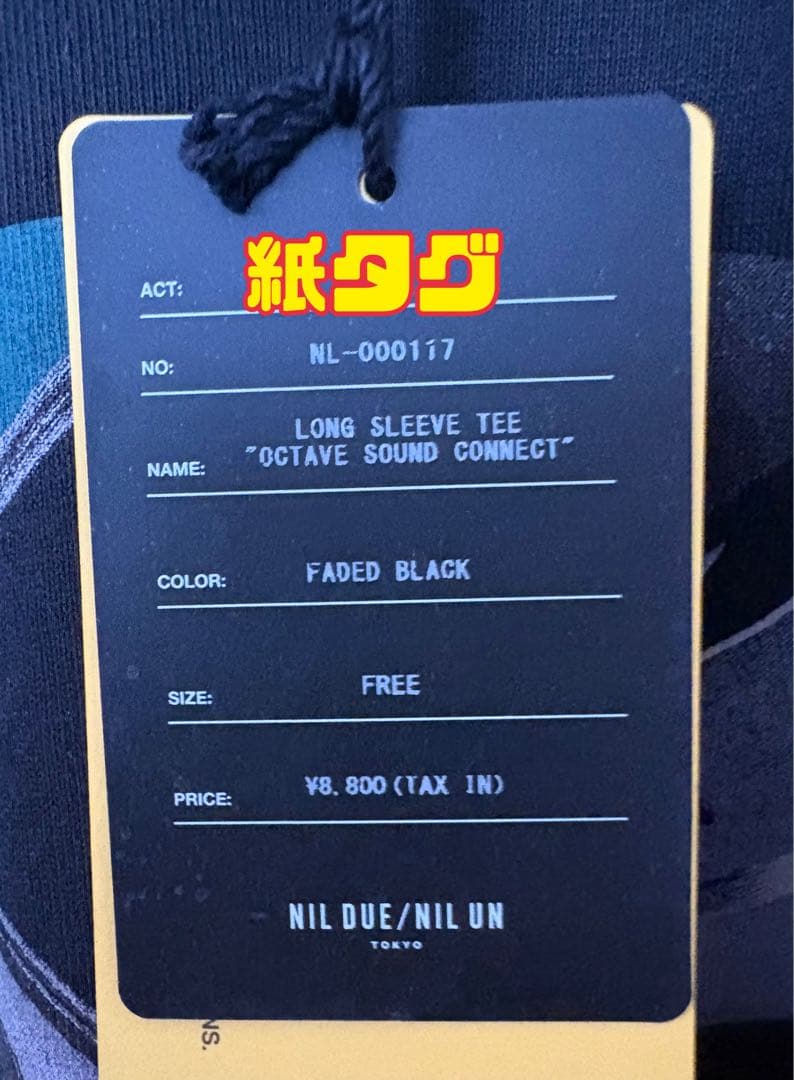 紙タグ
ACT:
NO: NL-000117
LONG SLEEVE TEE
NAME: "OCTAVE SOUND CONNECT"
COLOR: FADED BLACK
SIZE: FREE
PRICE: ¥8.800(TAX IN)
NIL DUE/NIL UN
TOKYO
NS.